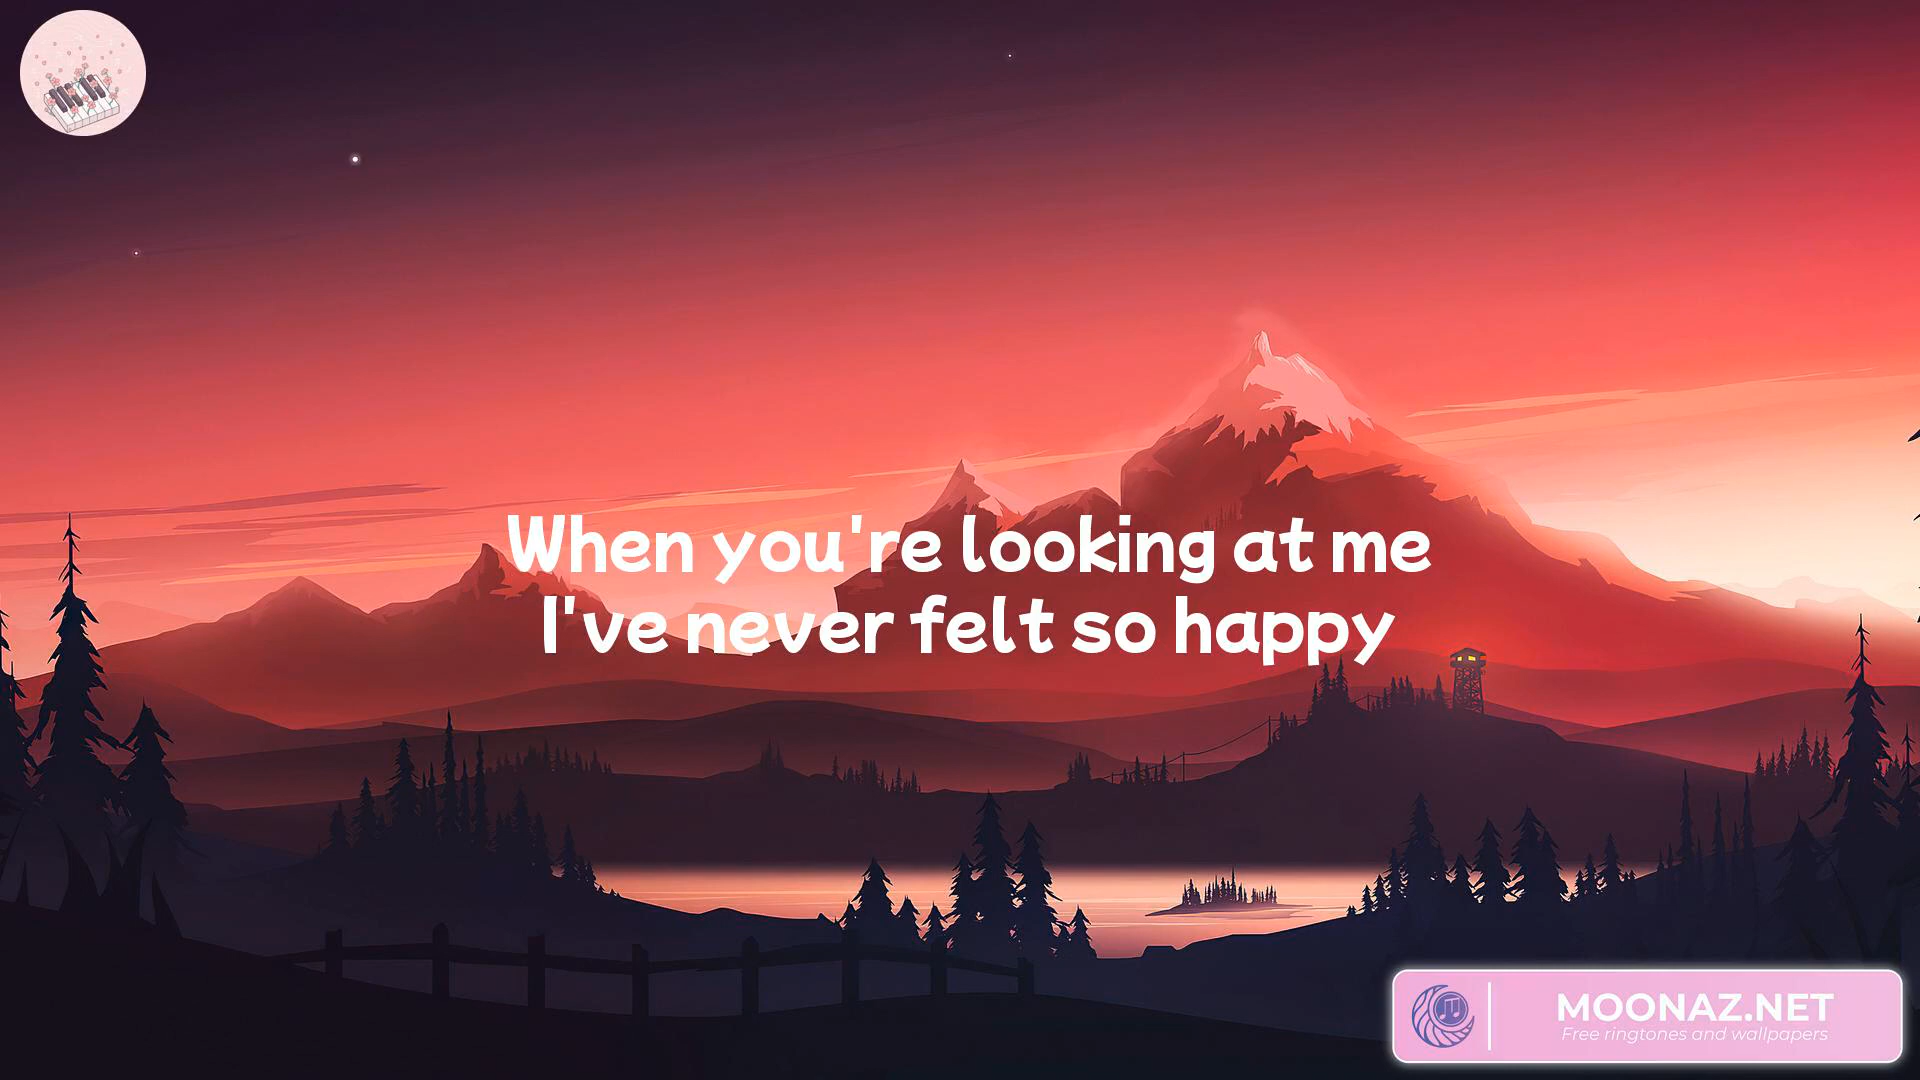 When you're looking at me
I've never felt so happy
MOONAZ.NET
Free ringtones and wallpapers